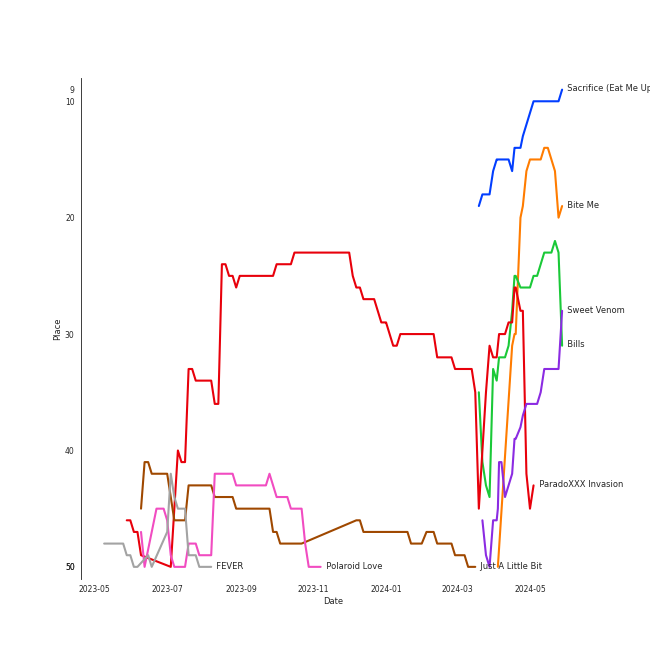 9
10
20
30
40
50
Place
Sacrifice (Eat Me Up
Bite Me
Sweet Venom
Bills
ParadoXXX Invasion
FEVER
Polaroid Love
Just A Little Bit
2023-05
2023-07
2023-09
2023-11
2024-01
2024-03
2024-05
Date